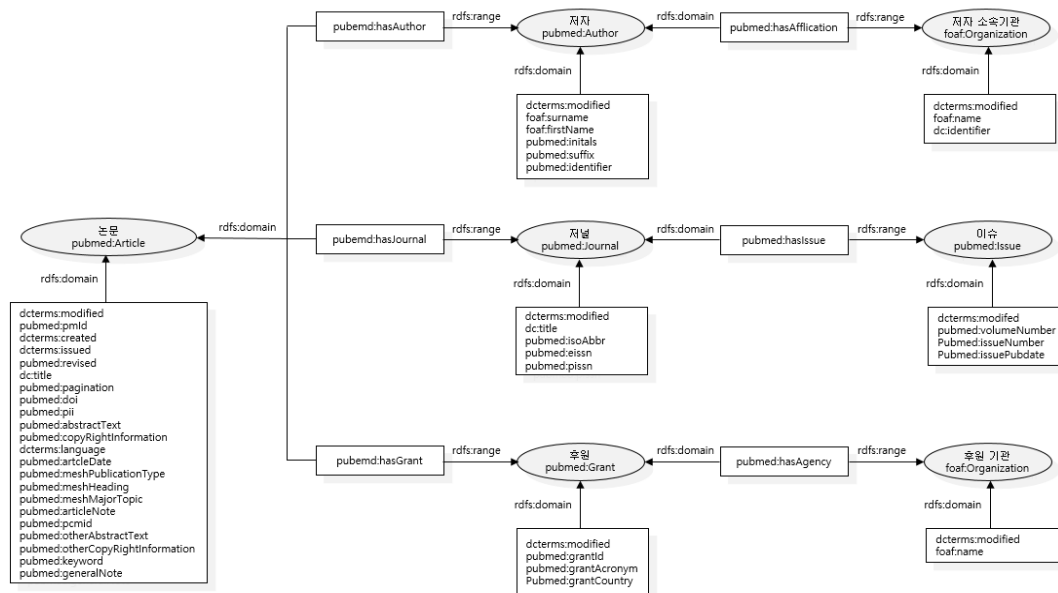 pubemd:hasAuthor
rdfs:range
저자
pubmed:Author
rdfs:domain
pubmed:hasAfflication
rdfs:range
저자 소속기관
foaf:Organization
rdfs:domain
dcterms:modified
foaf:surname
foaf:firstName
pubmed:initals
pubmed:suffix
pubmed:identifier
rdfs:domain
dcterms:modified
foaf:name
dc:identifier
논문
pubmed:Article
rdfs:domain
pubemd:hasJournal
rdfs:range
저널
pubmed:Journal
rdfs:domain
pubmed:hasIssue
rdfs:range
이슈
pubmed:Issue
rdfs:domain
dcterms:modified
pubmed:pmId
dcterms:created
dcterms:issued
pubmed:revised
dc:title
pubmed:pagination
pubmed:doi
pubmed:pii
pubmed:abstractText
pubmed:copyRightInformation
dcterms:language
pubmed:artcleDate
pubmed:meshPublicationType
pubmed:meshHeading
pubmed:meshMajorTopic
pubmed:articleNote
pubmed:pcmid
pubmed:otherAbstractText
pubmed:otherCopyRightInformation
pubmed:keyword
pubmed:generalNote
rdfs:domain
dcterms:modified
dc:title
pubmed:isoAbbr
pubmed:eissn
pubmed:pissn
rdfs:domain
dcterms:modifed
pubmed:volumeNumber
Pubmed:issueNumber
Pubmed:issuePubdate
pubemd:hasGrant
rdfs:range
후원
pubmed:Grant
rdfs:domain
pubmed:hasAgency
rdfs:range
후원 기관
foaf:Organization
rdfs:domain
dcterms:modified
pubmed:grantId
pubmed:grantAcronym
Pubmed:grantCountry
rdfs:domain
dcterms:modified
foaf:name